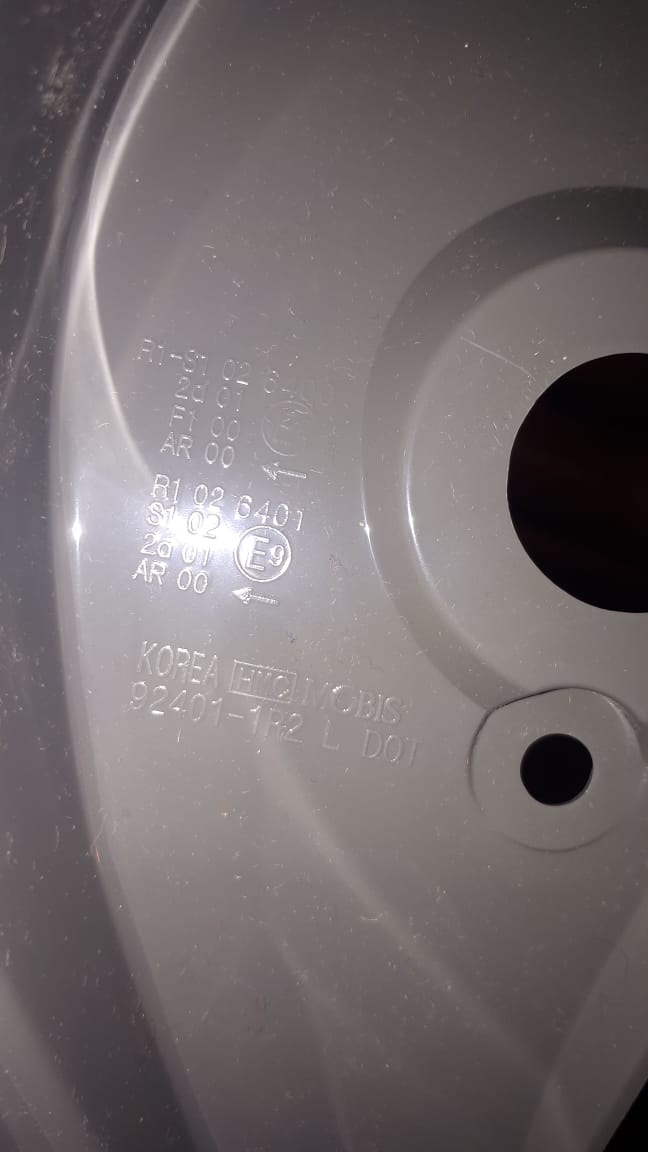 R1-S1 02
2d 01
F1 00
AR 00
R1 02 6401
S1 02
2d 01 E9
AR 00
KOREA HMC MOBIS
92401-1R2 L DOT